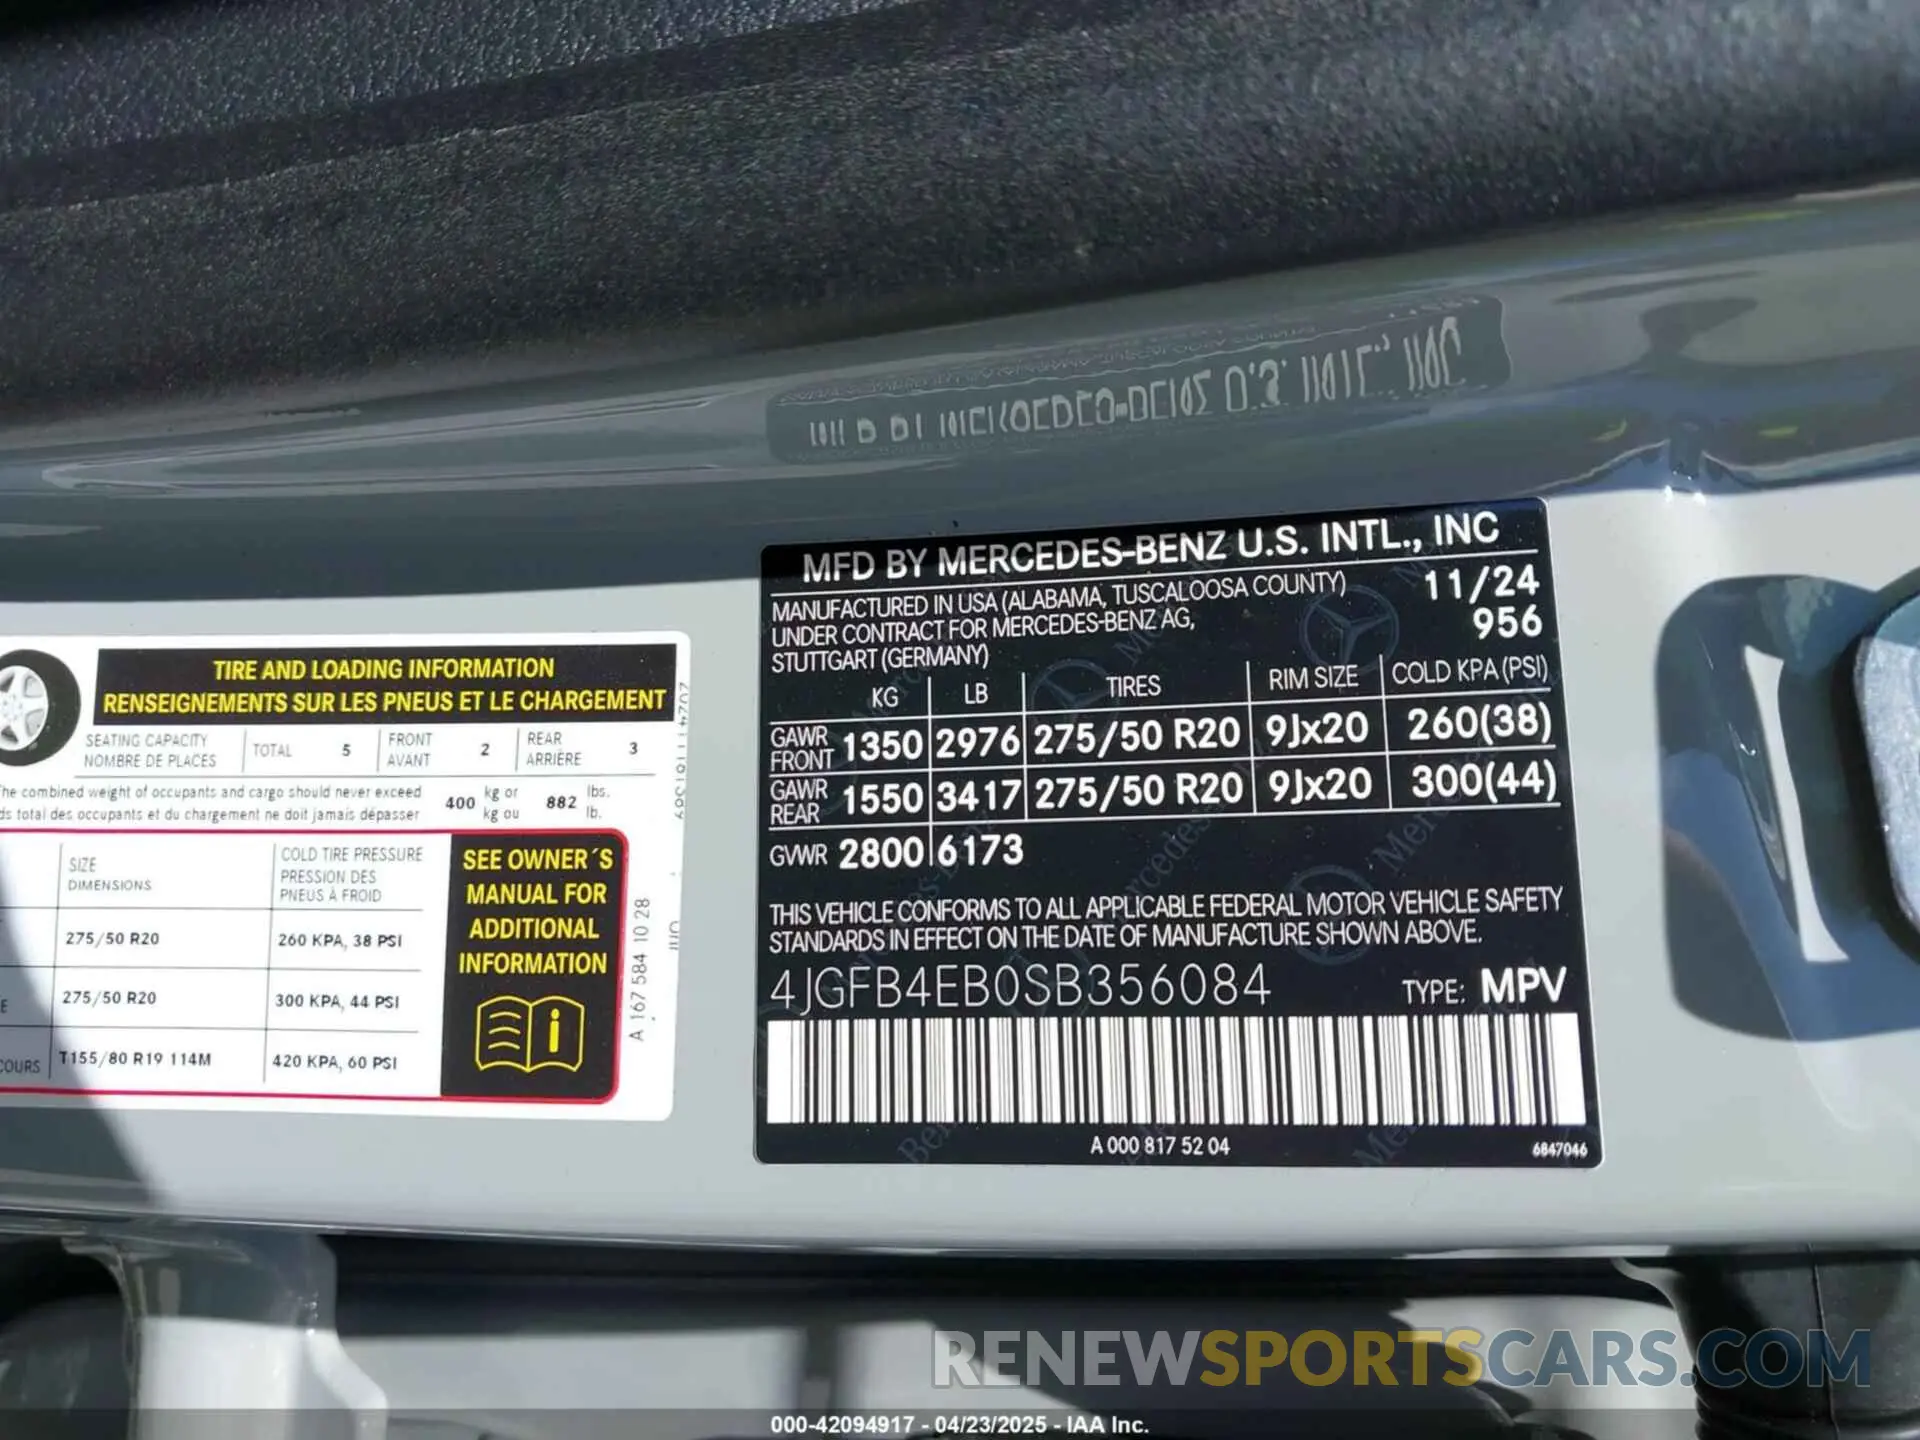 TIRE AND LOADING INFORMATION
RENSEIGNEMENTS SUR LES PNEUS ET LE CHARGEMENT
SEATING CAPACITY
NOMBRE DE PLACES
TOTAL 5
FRONT
AVANT
2
REAR
ARRIÈRE
3
The combined weight of occupants and cargo should never exceed
total des occupants et du chargement ne doit jamais dépasser
400 kg or
kg ou
882 lbs.
lb.
SIZE
DIMENSIONS
COLD TIRE PRESSURE
PRESSION DES
PNEUS À FROID
275/50 R20 260 KPA, 38 PSI
275/50 R20 300 KPA, 44 PSI
T155/80 R19 114M 420 KPA, 60 PSI
SEE OWNER´S
MANUAL FOR
ADDITIONAL
INFORMATION
A 167 584 10 28
MFD BY MERCEDES-BENZ U.S. INTL., INC
MANUFACTURED IN USA (ALABAMA, TUSCALOOSA COUNTY)
UNDER CONTRACT FOR MERCEDES-BENZ AG,
STUTTGART (GERMANY)
11/24
956
KG LB TIRES RIM SIZE COLD KPA (PSI)
GAWR FRONT 1350 2976 275/50 R20 9Jx20 260(38)
GAWR REAR 1550 3417 275/50 R20 9Jx20 300(44)
GVWR 2800 6173
THIS VEHICLE CONFORMS TO ALL APPLICABLE FEDERAL MOTOR VEHICLE SAFETY
STANDARDS IN EFFECT ON THE DATE OF MANUFACTURE SHOWN ABOVE.
4JGFB4EB0SB356084 TYPE: MPV
A 000 817 52 04
6847046
RENEWSPORTSCARS.COM
000-42094917 - 04/23/2025 - IAA Inc.